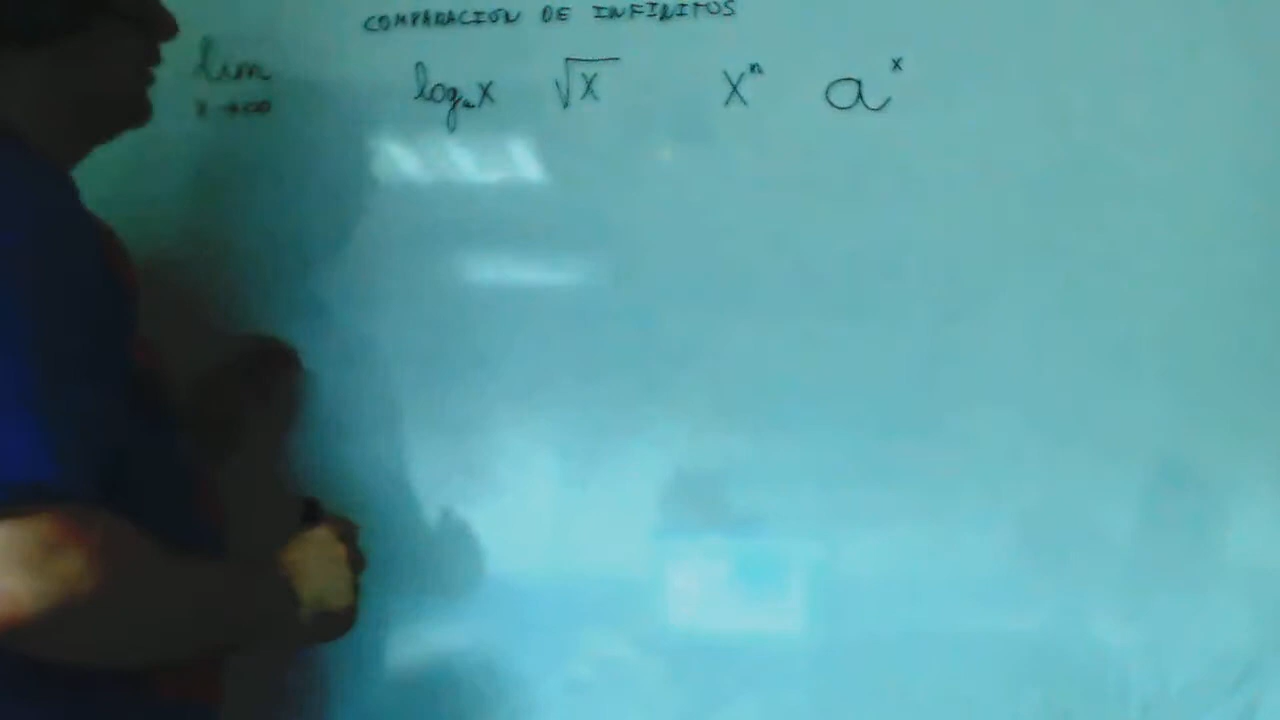 COMPARACION DE INFINITOS
lim x→∞ logₐx √x xⁿ aˣ